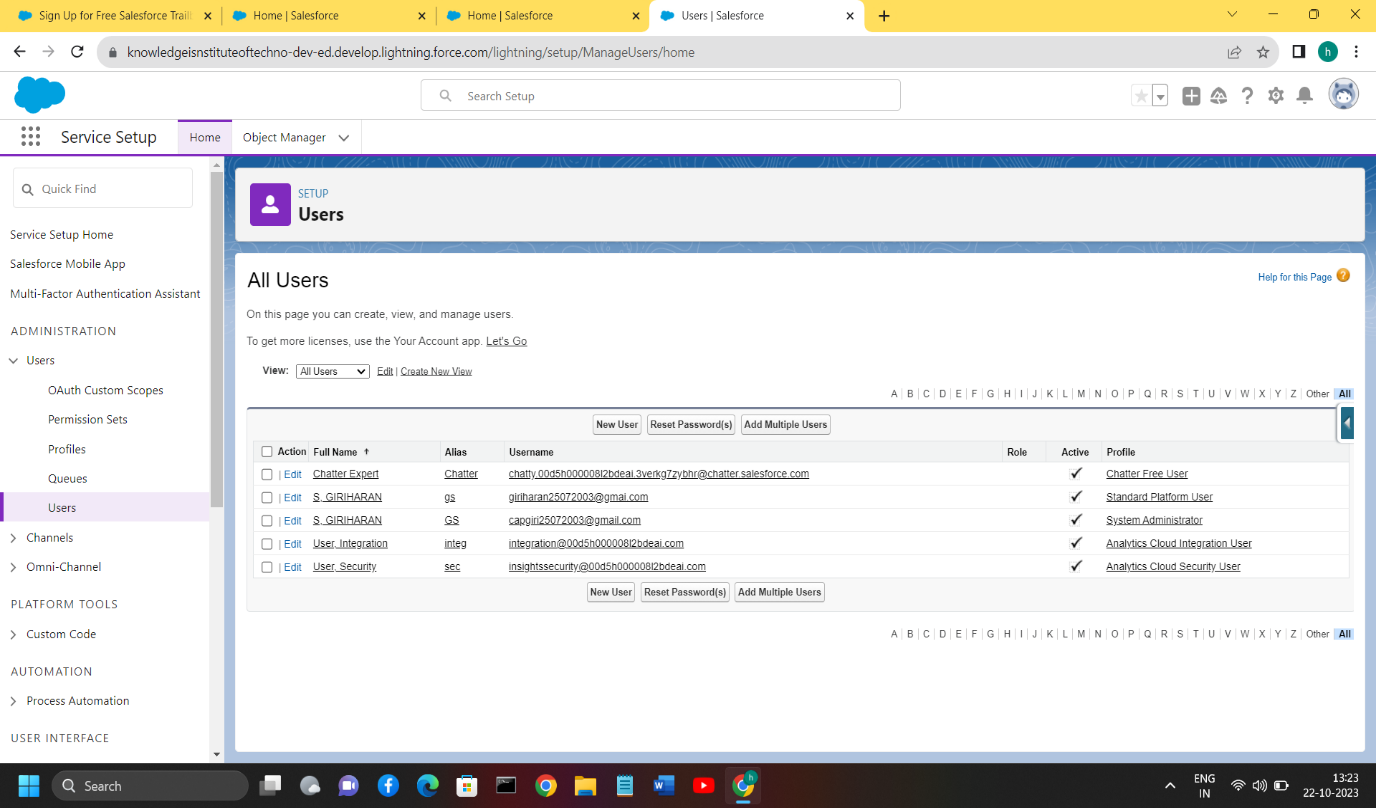 Sign Up for Free Salesforce Trail
Home | Salesforce
Home | Salesforce
Users | Salesforce
knowledgeisnstituteoftechno-dev-ed.develop.lightning.force.com/lightning/setup/ManageUsers/home
h
Search Setup
Service Setup
Home
Object Manager
Quick Find
Service Setup Home
Salesforce Mobile App
Multi-Factor Authentication Assistant
ADMINISTRATION
Users
OAuth Custom Scopes
Permission Sets
Profiles
Queues
Users
Channels
Omni-Channel
PLATFORM TOOLS
Custom Code
AUTOMATION
Process Automation
USER INTERFACE
SETUP
Users
All Users
Help for this Page
On this page you can create, view, and manage users.
To get more licenses, use the Your Account app. Let's Go
View: All Users Edit | Create New View
A | B | C | D | E | F | G | H | I | J | K | L | M | N | O | P | Q | R | S | T | U | V | W | X | Y | Z | Other All
New User Reset Password(s) Add Multiple Users
Action Full Name ↑ Alias Username Role Active Profile
| Edit Chatter Expert Chatter chatty.00d5h000008l2bdeai.3verkg7zybhr@chatter.salesforce.com ✓ Chatter Free User
| Edit S, GIRIHARAN gs giriharan25072003@gmai.com ✓ Standard Platform User
| Edit S, GIRIHARAN GS capgiri25072003@gmail.com ✓ System Administrator
| Edit User, Integration integ integration@00d5h000008l2bdeai.com ✓ Analytics Cloud Integration User
| Edit User, Security sec insightssecurity@00d5h000008l2bdeai.com ✓ Analytics Cloud Security User
New User Reset Password(s) Add Multiple Users
A | B | C | D | E | F | G | H | I | J | K | L | M | N | O | P | Q | R | S | T | U | V | W | X | Y | Z | Other All
Search
ENG
IN
13:23
22-10-2023